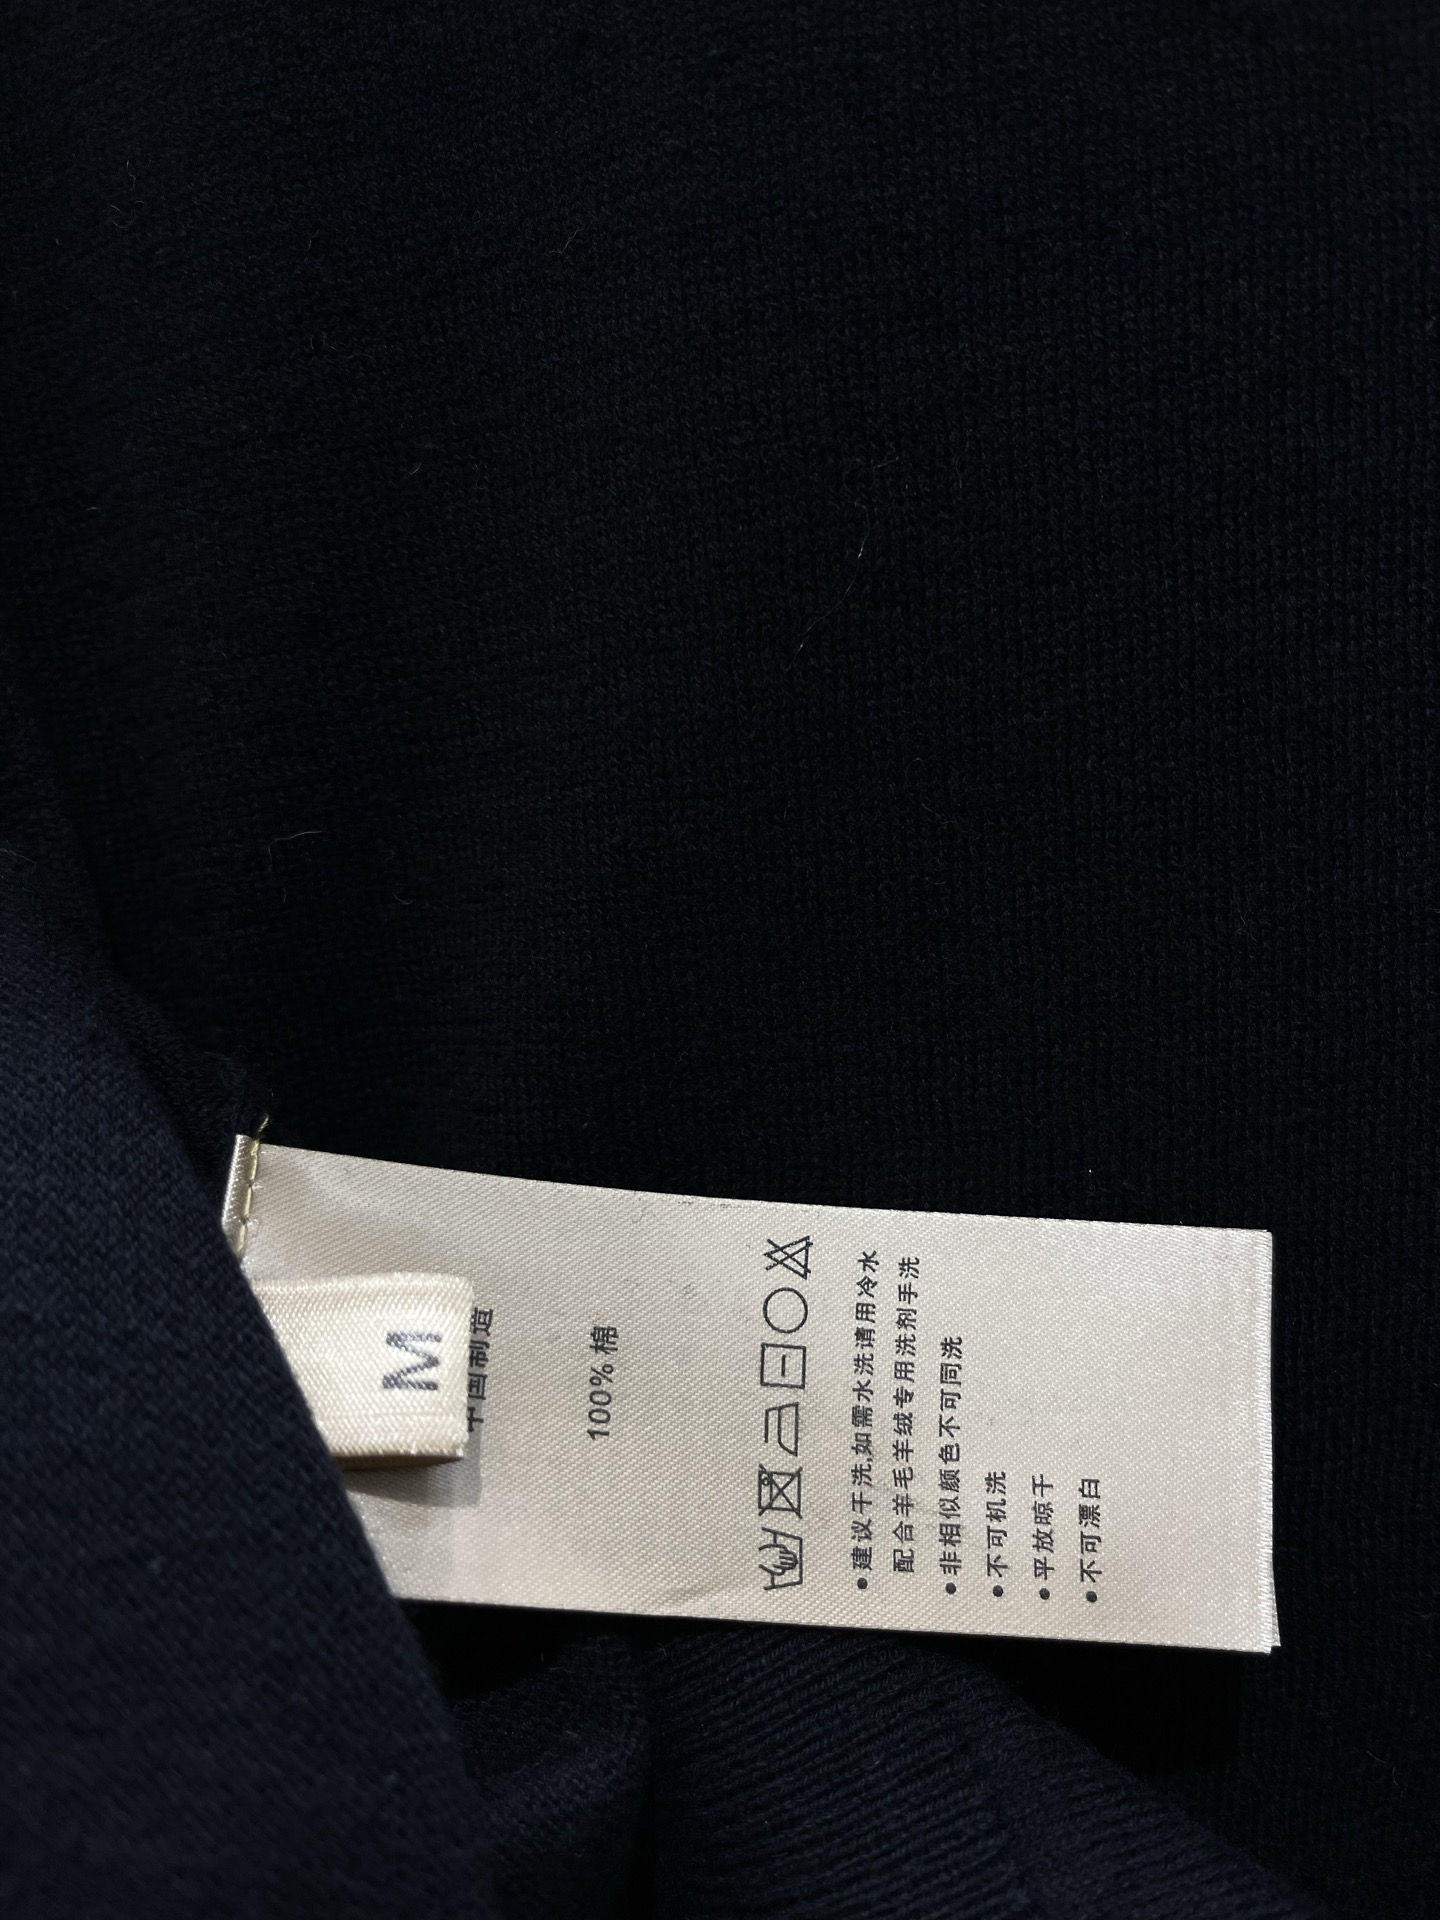 M
中国制造
100%棉
•建议干洗,如需水洗请用冷水
配合羊毛羊绒专用洗剂手洗
•非相似颜色不可同洗
•不可机洗
•平放晾干
•不可漂白